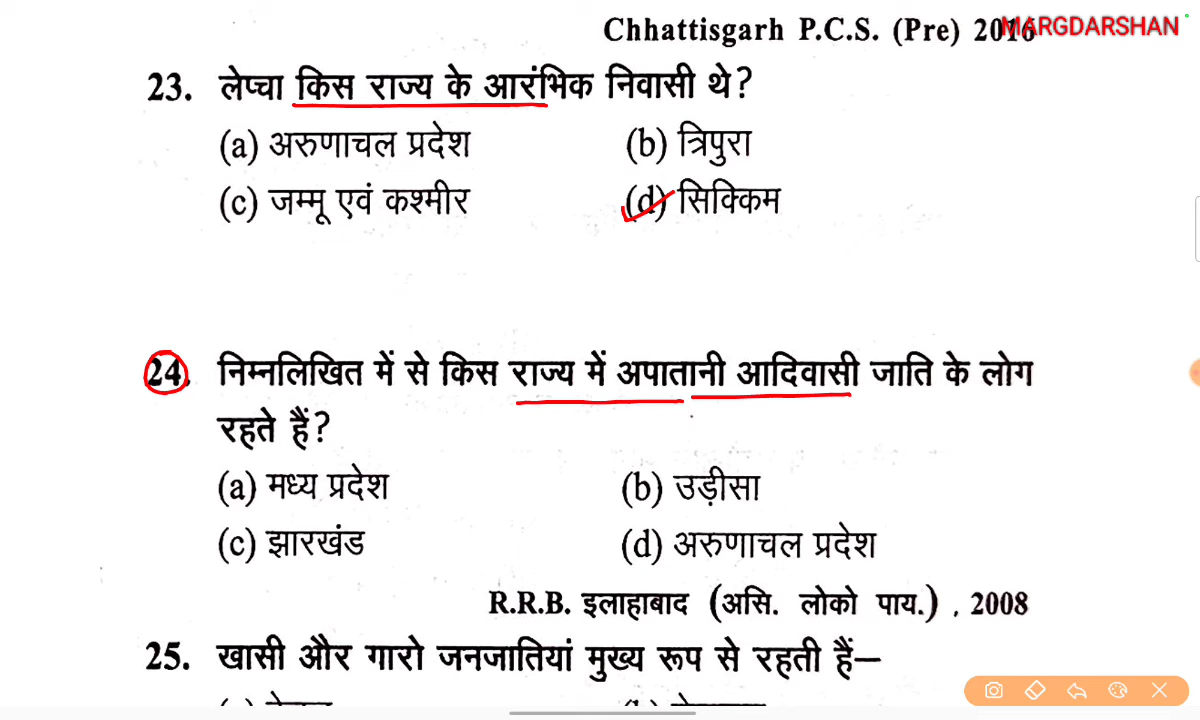 Chhattisgarh P.C.S. (Pre) 2016
MARGDARSHAN
23. लेप्चा किस राज्य के आरंभिक निवासी थे?
(a) अरुणाचल प्रदेश (b) त्रिपुरा
(c) जम्मू एवं कश्मीर (d) सिक्किम
24. निम्नलिखित में से किस राज्य में अपातानी आदिवासी जाति के लोग
रहते हैं?
(a) मध्य प्रदेश (b) उड़ीसा
(c) झारखंड (d) अरुणाचल प्रदेश
R.R.B. इलाहाबाद (असि. लोको पाय.) , 2008
25. खासी और गारो जनजातियां मुख्य रूप से रहती हैं—